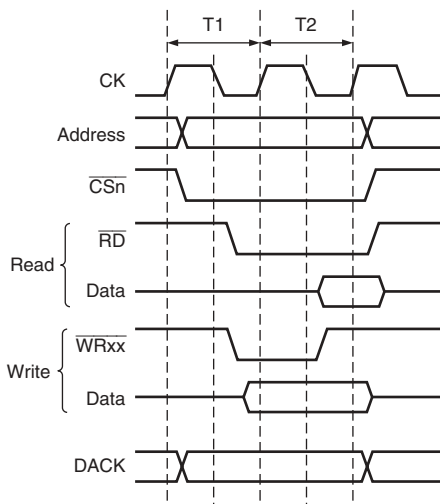 T1 T2
CK
Address
CSn
RD
Read
Data
WRxx
Write
Data
DACK